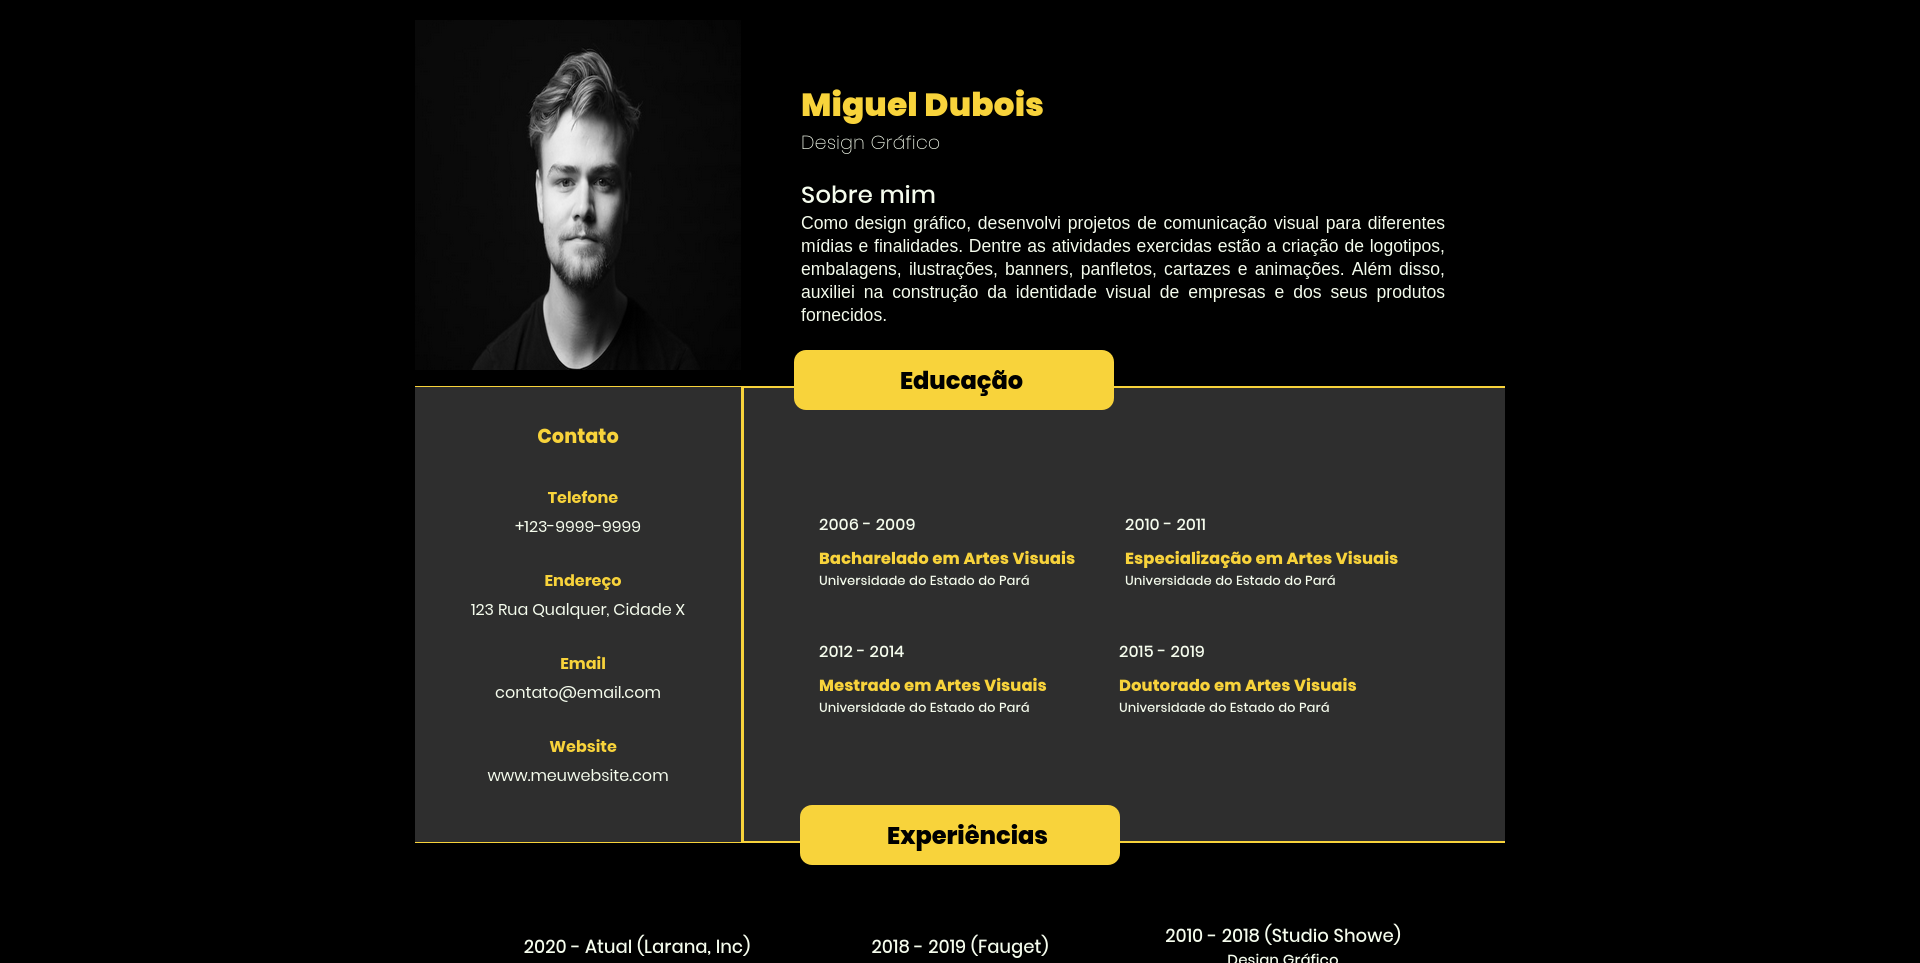 Miguel Dubois
Design Gráfico
Sobre mim
Como design gráfico, desenvolvi projetos de comunicação visual para diferentes
mídias e finalidades. Dentre as atividades exercidas estão a criação de logotipos,
embalagens, ilustrações, banners, panfletos, cartazes e animações. Além disso,
auxiliei na construção da identidade visual de empresas e dos seus produtos
fornecidos.
Educação
Contato
Telefone
+123-9999-9999
Endereço
123 Rua Qualquer, Cidade X
Email
contato@email.com
Website
www.meuwebsite.com
2006 - 2009
Bacharelado em Artes Visuais
Universidade do Estado do Pará
2010 - 2011
Especialização em Artes Visuais
Universidade do Estado do Pará
2012 - 2014
Mestrado em Artes Visuais
Universidade do Estado do Pará
2015 - 2019
Doutorado em Artes Visuais
Universidade do Estado do Pará
Experiências
2020 - Atual (Larana, Inc)
2018 - 2019 (Fauget)
2010 - 2018 (Studio Showe)
Design Gráfico